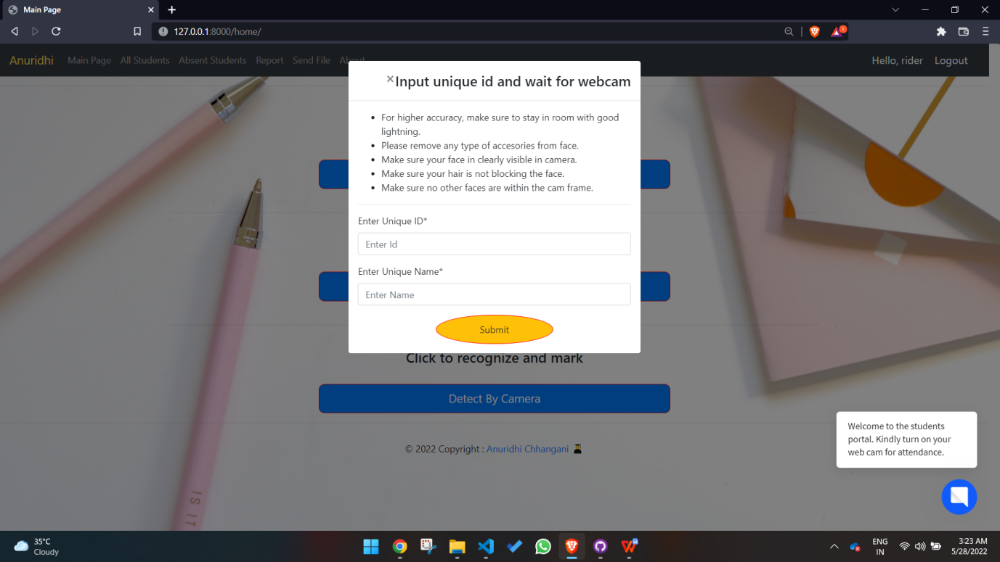 Main Page
127.0.0.1:8000/home/
1
Anuridhi Main Page All Students Absent Students Report Send File About Hello, rider Logout
×Input unique id and wait for webcam
• For higher accuracy, make sure to stay in room with good
lightning.
• Please remove any type of accesories from face.
• Make sure your face in clearly visible in camera.
• Make sure your hair is not blocking the face.
• Make sure no other faces are within the cam frame.
Enter Unique ID*
Enter Id
Enter Unique Name*
Enter Name
Submit
Click to recognize and mark
Detect By Camera
© 2022 Copyright : Anuridhi Chhangani
Welcome to the students
portal. Kindly turn on your
web cam for attendance.
IS IT
35°C
Cloudy
ENG
IN
3:23 AM
5/28/2022